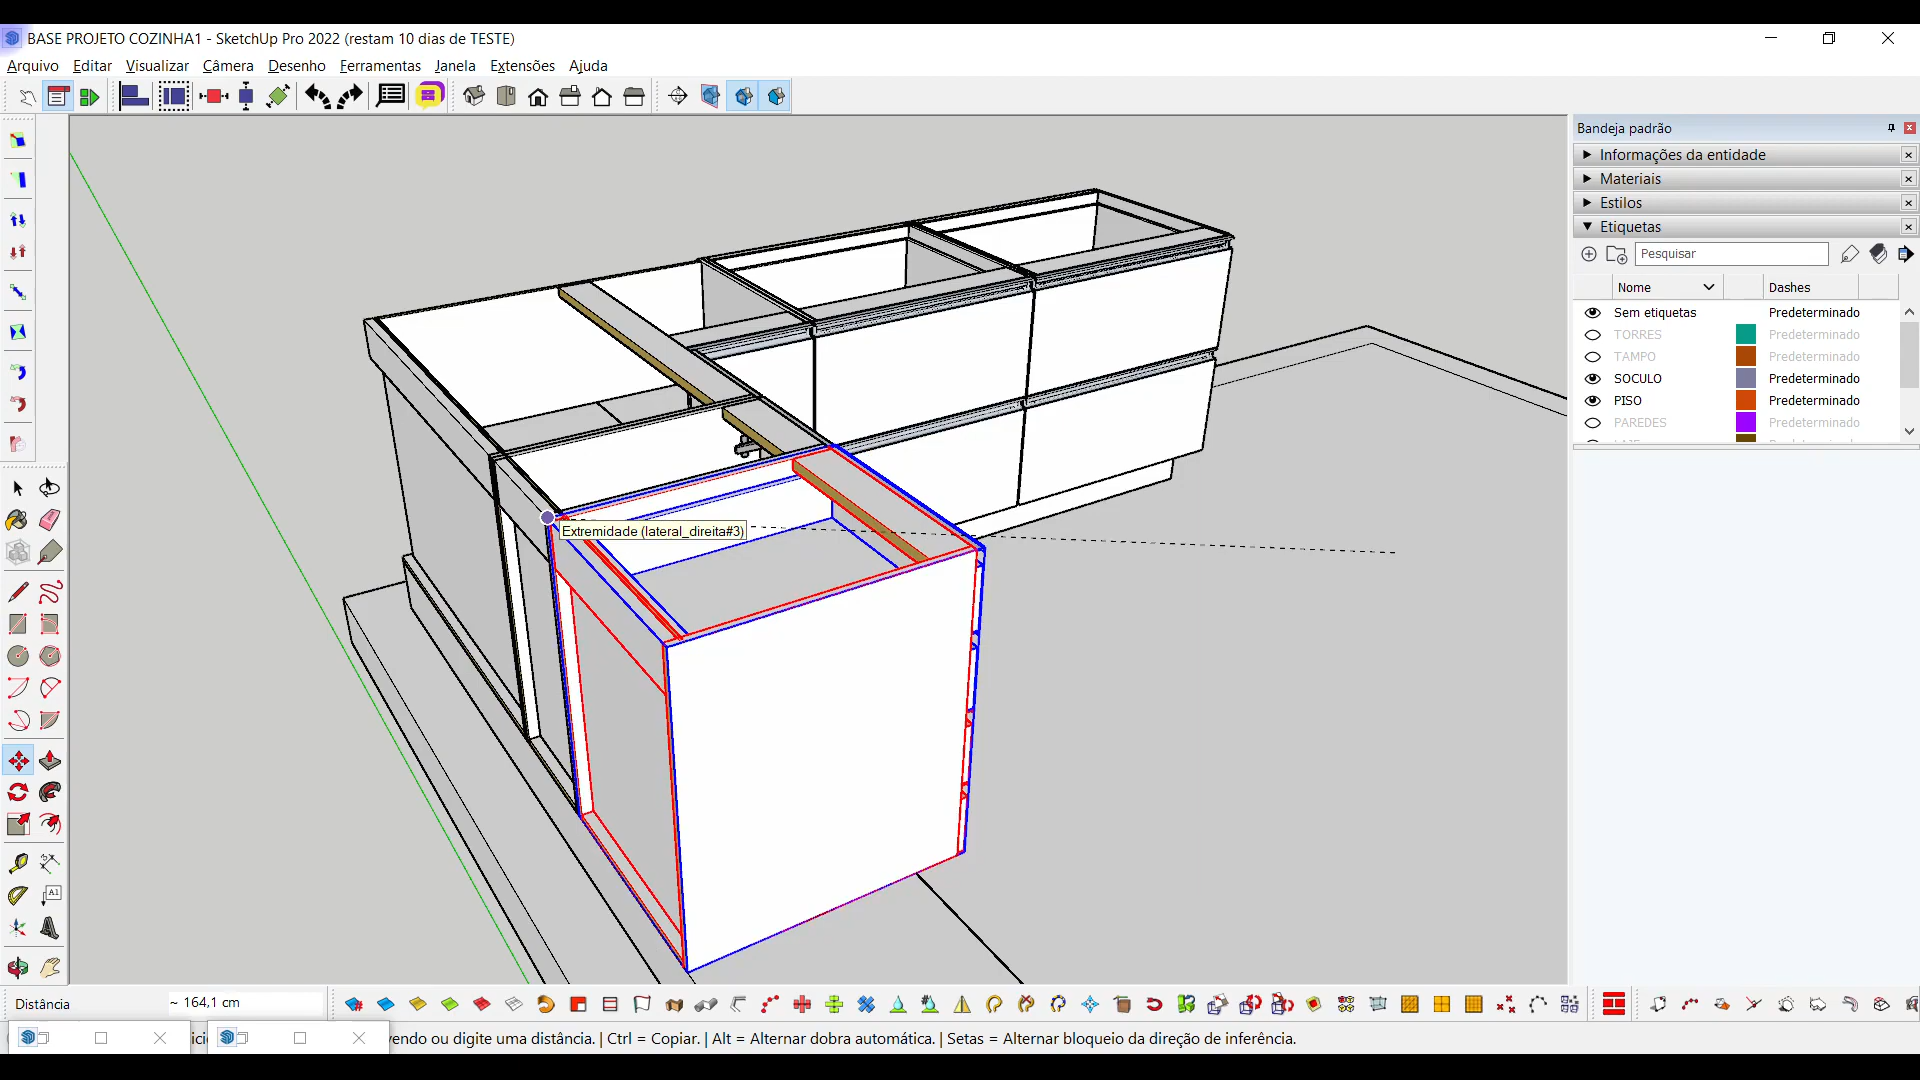 BASE PROJETO COZINHA1 - SketchUp Pro 2022 (restam 10 dias de TESTE)
Arquivo Editar Visualizar Câmera Desenho Ferramentas Janela Extensões Ajuda
Bandeja padrão
Informações da entidade
Materiais
Estilos
Etiquetas
Pesquisar
Nome Dashes
Sem etiquetas Predeterminado
TORRES Predeterminado
TAMPO Predeterminado
SOCULO Predeterminado
PISO Predeterminado
PAREDES Predeterminado
Extremidade (lateral_direita#3)
A1
Distância ~ 164,1 cm
vendo ou digite uma distância. | Ctrl = Copiar. | Alt = Alternar dobra automática. | Setas = Alternar bloqueio da direção de inferência.